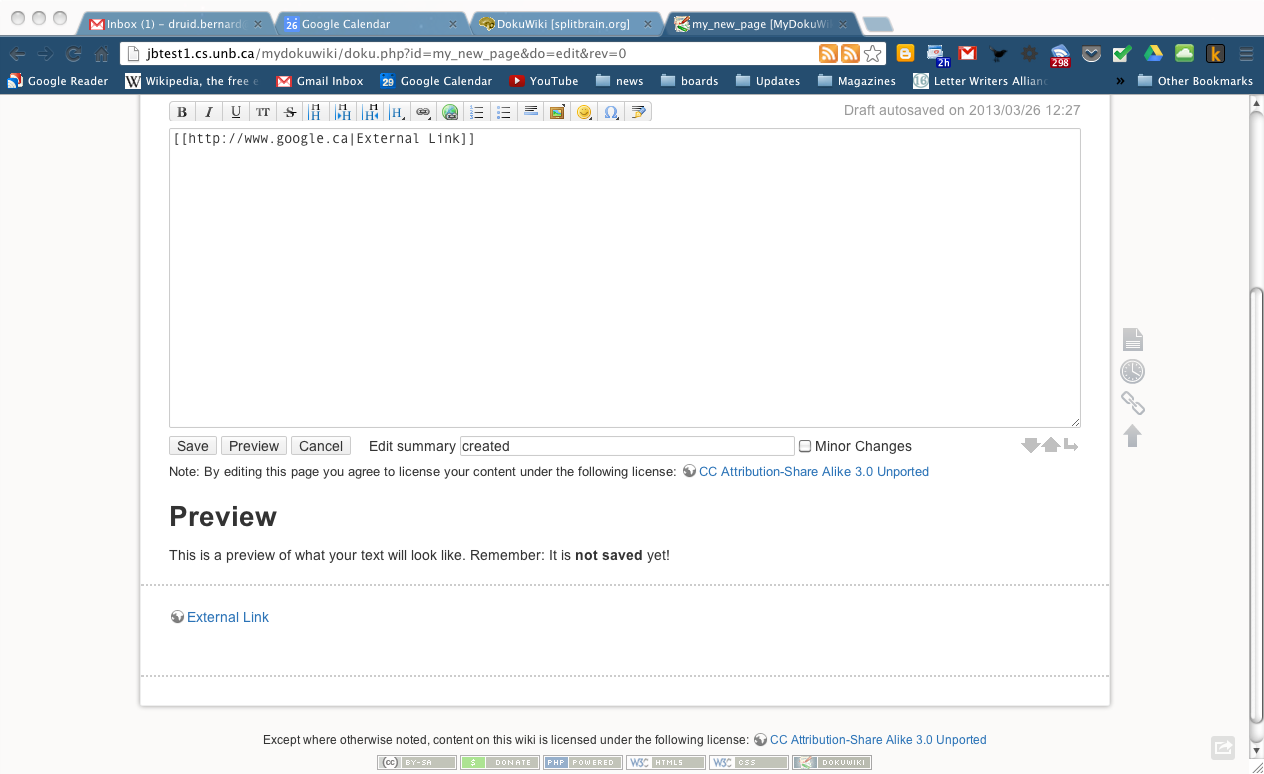 Inbox (1) – druid.bernard
26 Google Calendar
DokuWiki [splitbrain.org]
my_new_page [MyDokuWi
jbtest1.cs.unb.ca/mydokuwiki/doku.php?id=my_new_page&do=edit&rev=0
2h
298
k
Google Reader
W Wikipedia, the free e
Gmail Inbox
29 Google Calendar
YouTube
news
boards
Updates
Magazines
16 Letter Writers Allianc
»
Other Bookmarks
B I U TT S H H H H Ω
Draft autosaved on 2013/03/26 12:27
[[http://www.google.ca|External Link]]
Save Preview Cancel Edit summary created Minor Changes
Note: By editing this page you agree to license your content under the following license: CC Attribution-Share Alike 3.0 Unported
Preview
This is a preview of what your text will look like. Remember: It is not saved yet!
External Link
Except where otherwise noted, content on this wiki is licensed under the following license: CC Attribution-Share Alike 3.0 Unported
cc BY-SA $ DONATE PHP POWERED W3C HTML5 W3C CSS DOKUWIKI